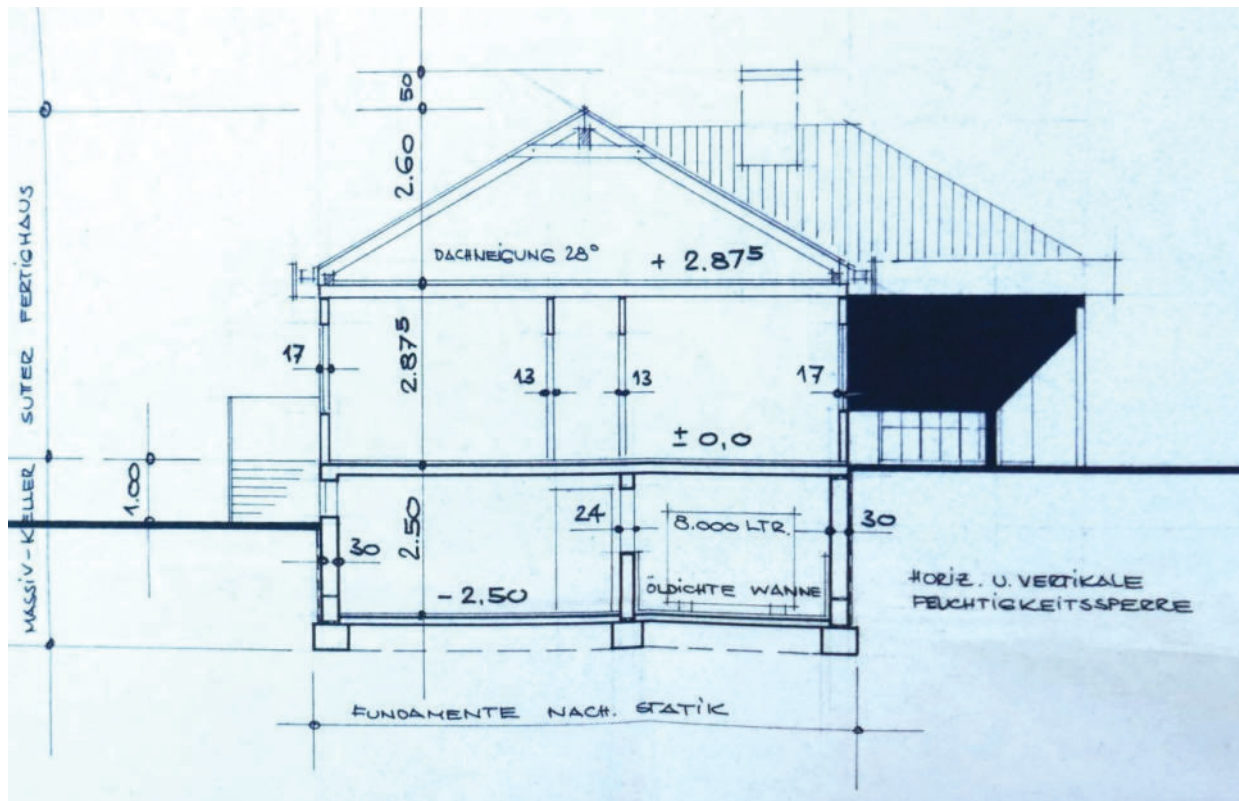 50
2.60
DACHNEIGUNG 28°
+ 2.87⁵
MASSIV-KELLER SUTER FERTIGHAUS
17
2.87⁵
13
13
17
± 0,0
1.00
30
2.50
24
8.000 LTR.
30
- 2.50
ÖLDICHTE WANNE
HORIZ. U. VERTIKALE
FEUCHTIGKEITSSPERRE
FUNDAMENTE NACH. STATIK